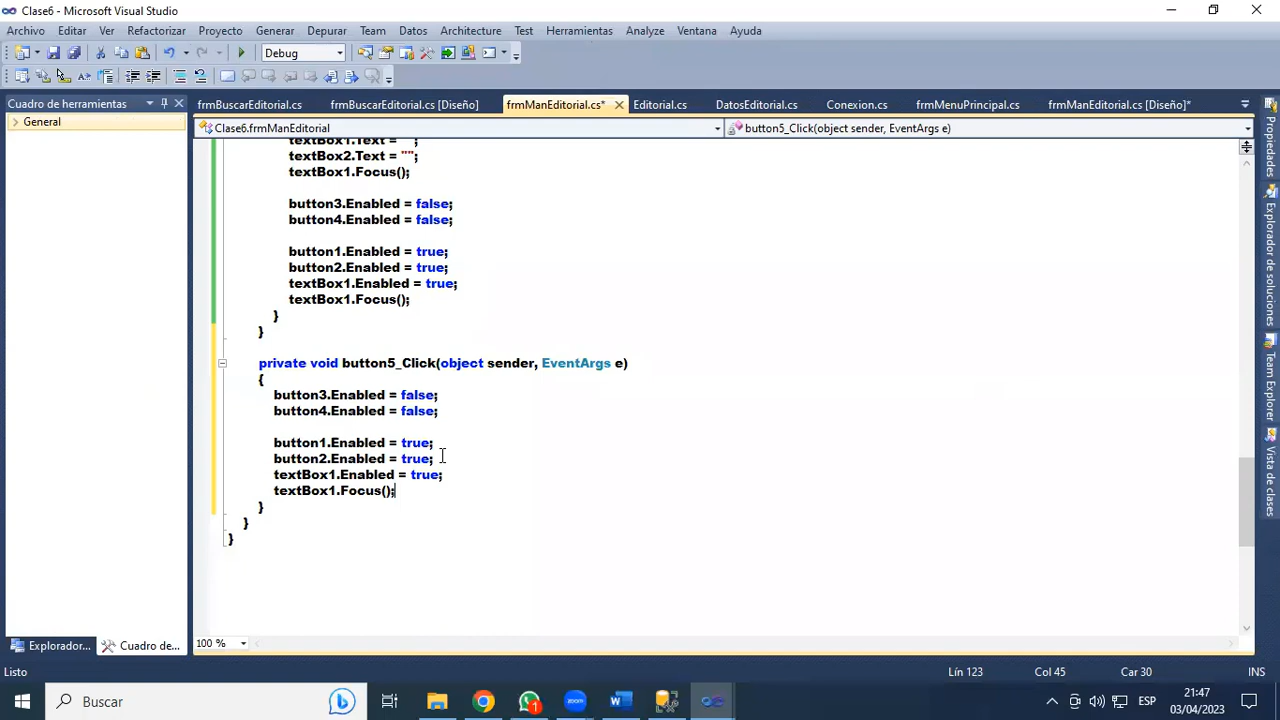 Clase6 - Microsoft Visual Studio
Archivo Editar Ver Refactorizar Proyecto Generar Depurar Team Datos Architecture Test Herramientas Analyze Ventana Ayuda
Debug
Cuadro de herramientas
frmBuscarEditorial.cs frmBuscarEditorial.cs [Diseño] frmManEditorial.cs* Editorial.cs DatosEditorial.cs Conexion.cs frmMenuPrincipal.cs frmManEditorial.cs [Diseño]*
General
Clase6.frmManEditorial button5_Click(object sender, EventArgs e)
textBox1.Text = "";
textBox2.Text = "";
textBox1.Focus();
button3.Enabled = false;
button4.Enabled = false;
button1.Enabled = true;
button2.Enabled = true;
textBox1.Enabled = true;
textBox1.Focus();
}
}
private void button5_Click(object sender, EventArgs e)
{
button3.Enabled = false;
button4.Enabled = false;
button1.Enabled = true;
button2.Enabled = true;
textBox1.Enabled = true;
textBox1.Focus();
}
}
}
Propiedades
Explorador de soluciones
Team Explorer
Vista de clases
100 %
Explorador... Cuadro de...
Listo Lín 123 Col 45 Car 30 INS
Buscar
1
zoom
ESP
21:47
03/04/2023